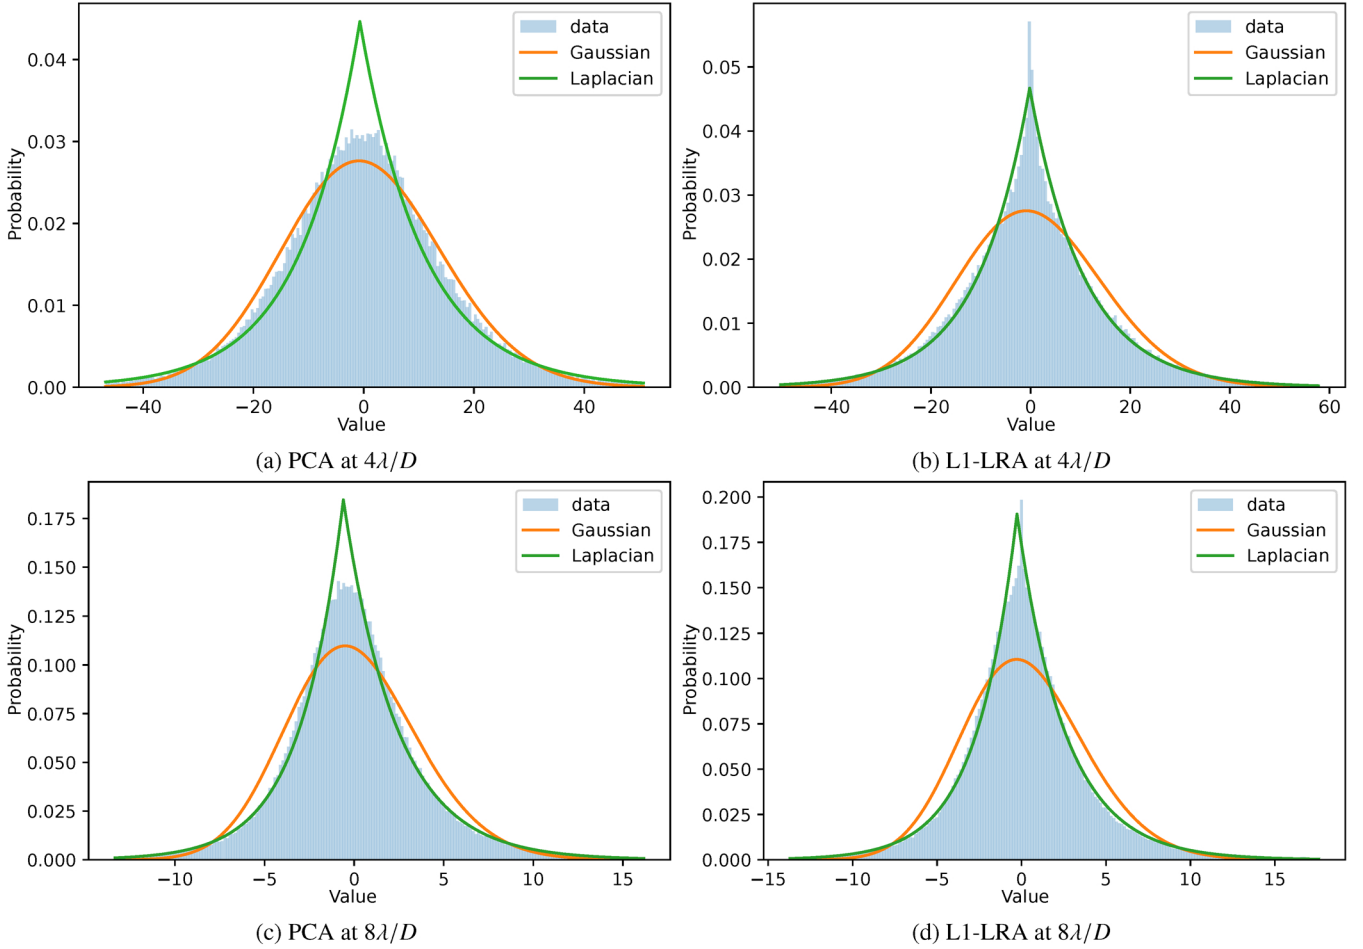 data
Gaussian
Laplacian
0.04
0.03
0.02
0.01
0.00
Probability
−40 −20 0 20 40
Value
(a) PCA at 4λ/D
data
Gaussian
Laplacian
0.05
0.04
0.03
0.02
0.01
0.00
Probability
−40 −20 0 20 40 60
Value
(b) L1-LRA at 4λ/D
data
Gaussian
Laplacian
0.175
0.150
0.125
0.100
0.075
0.050
0.025
0.000
Probability
−10 −5 0 5 10 15
Value
(c) PCA at 8λ/D
data
Gaussian
Laplacian
0.200
0.175
0.150
0.125
0.100
0.075
0.050
0.025
0.000
Probability
−15 −10 −5 0 5 10 15
Value
(d) L1-LRA at 8λ/D